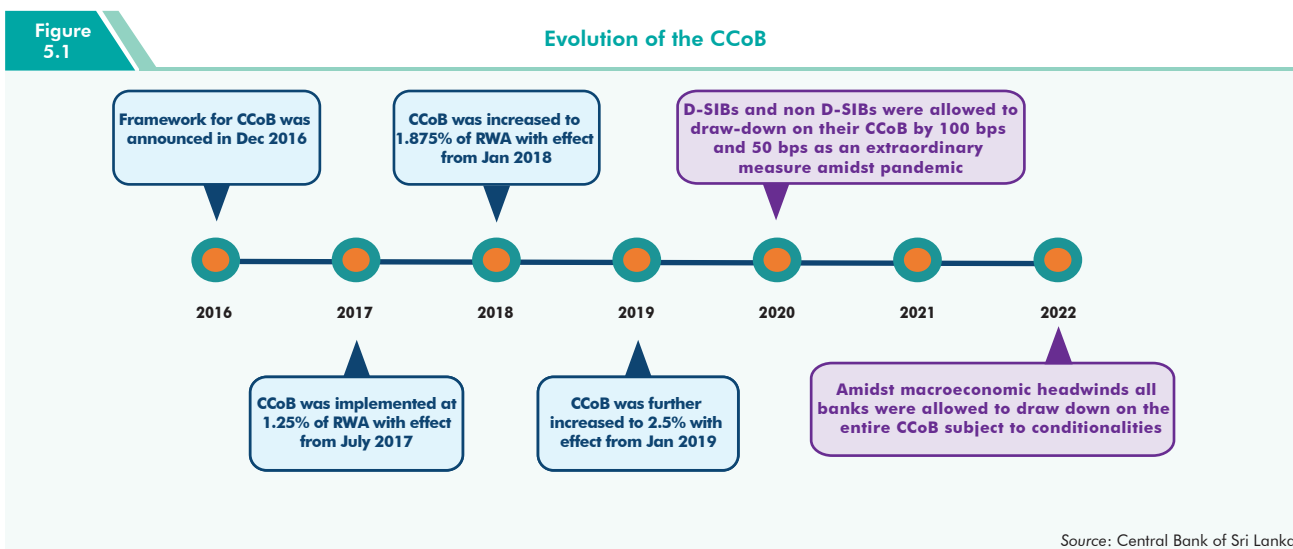 Figure
5.1
Evolution of the CCoB
Framework for CCoB was
announced in Dec 2016
CCoB was increased to
1.875% of RWA with effect
from Jan 2018
D-SIBs and non D-SIBs were allowed to
draw-down on their CCoB by 100 bps
and 50 bps as an extraordinary
measure amidst pandemic
2016
2017
2018
2019
2020
2021
2022
CCoB was implemented at
1.25% of RWA with effect
from July 2017
CCoB was further
increased to 2.5% with
effect from Jan 2019
Amidst macroeconomic headwinds all
banks were allowed to draw down on the
entire CCoB subject to conditionalities
Source: Central Bank of Sri Lanka